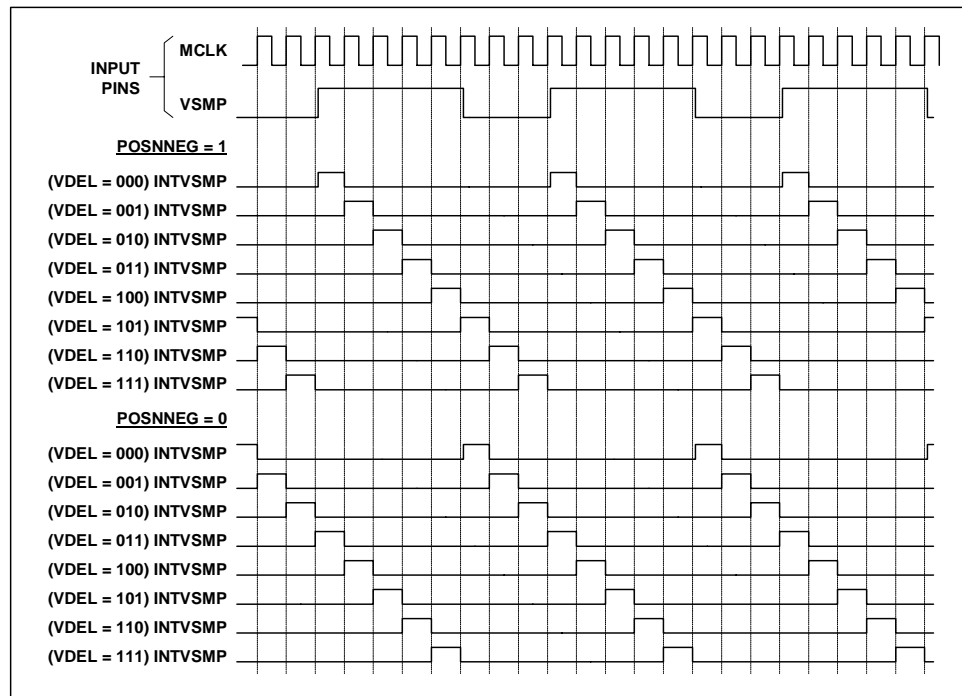 MCLK
INPUT
PINS
VSMP
POSNNEG = 1
(VDEL = 000) INTVSMP
(VDEL = 001) INTVSMP
(VDEL = 010) INTVSMP
(VDEL = 011) INTVSMP
(VDEL = 100) INTVSMP
(VDEL = 101) INTVSMP
(VDEL = 110) INTVSMP
(VDEL = 111) INTVSMP
POSNNEG = 0
(VDEL = 000) INTVSMP
(VDEL = 001) INTVSMP
(VDEL = 010) INTVSMP
(VDEL = 011) INTVSMP
(VDEL = 100) INTVSMP
(VDEL = 101) INTVSMP
(VDEL = 110) INTVSMP
(VDEL = 111) INTVSMP